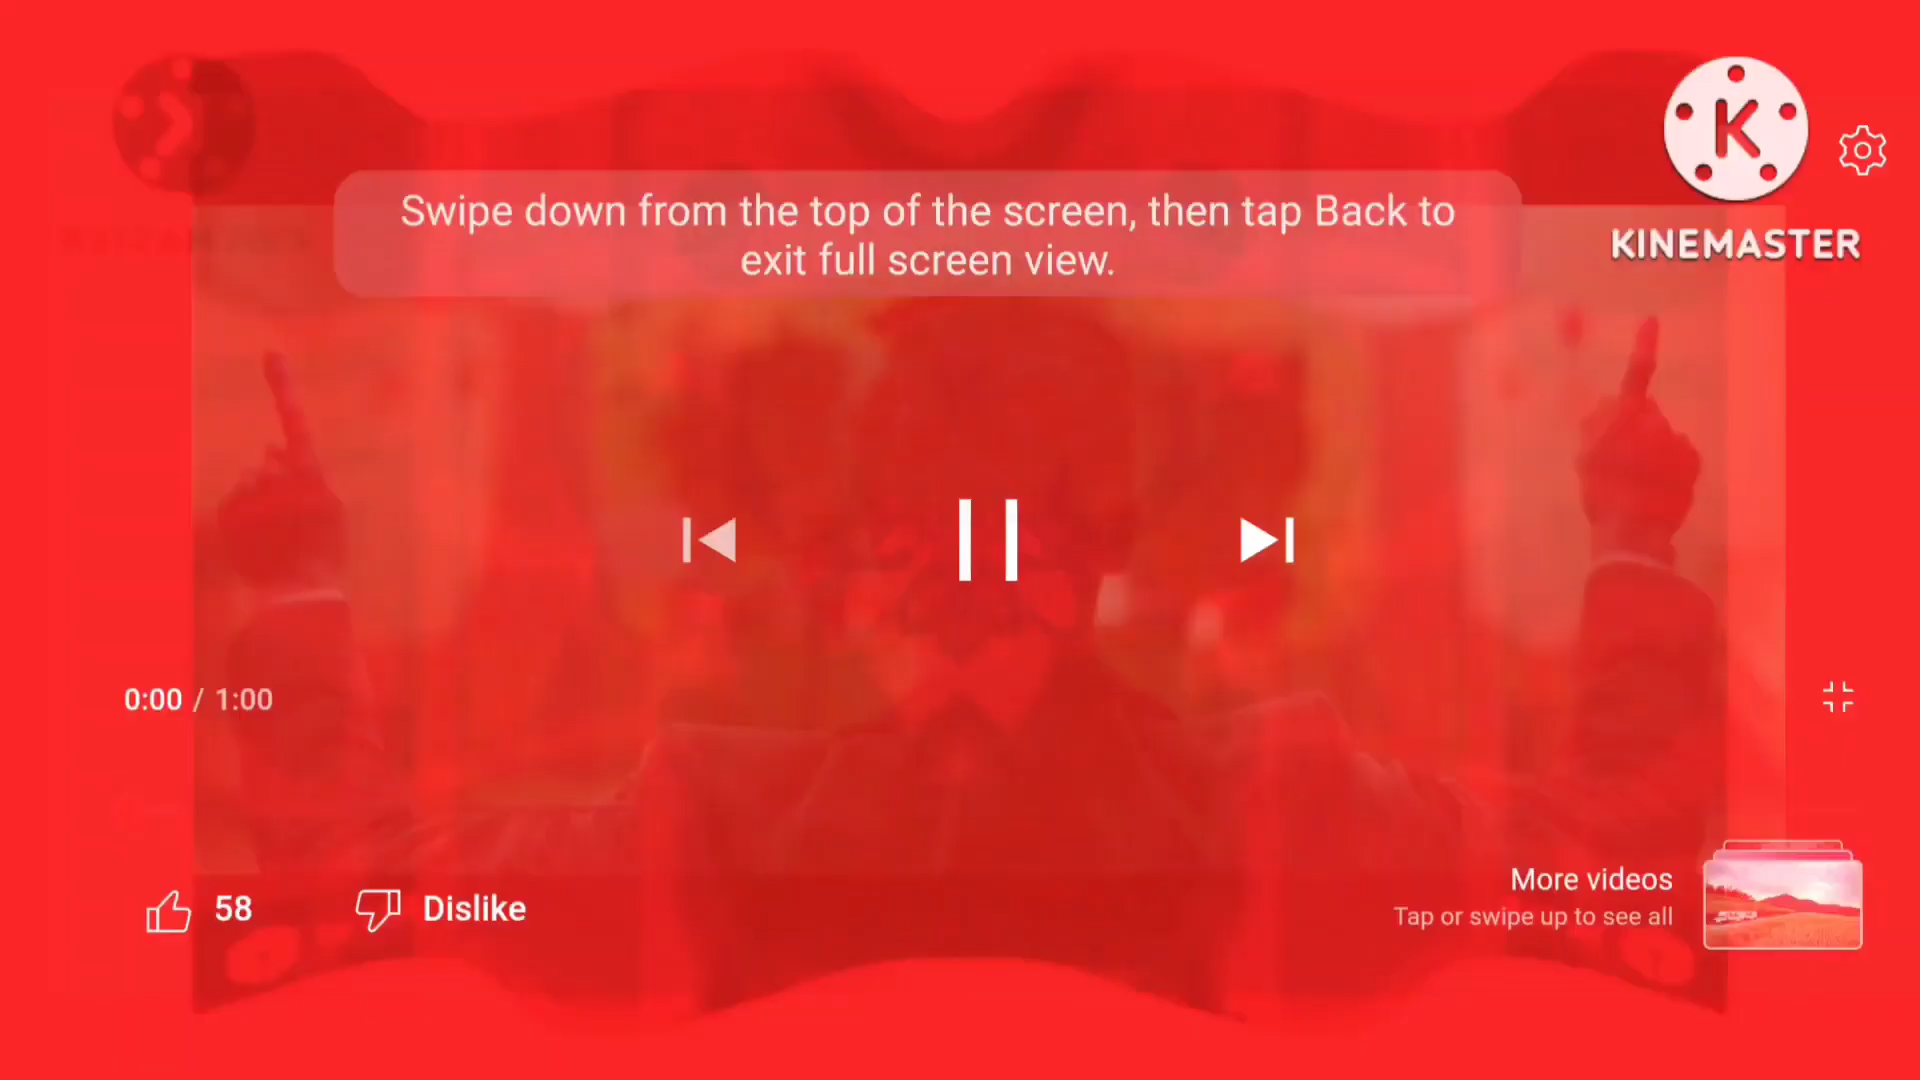 K
KINEMASTER
Swipe down from the top of the screen, then tap Back to
exit full screen view.
0:00 / 1:00
58
Dislike
More videos
Tap or swipe up to see all